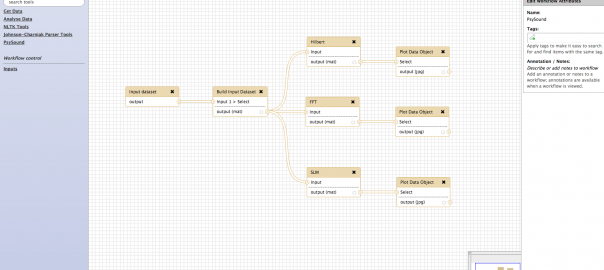 search tools
Get Data
Analyse Data
NLTK Tools
Johnson-Charniak Parser Tools
PsySound
Workflow control
Inputs
Input dataset
output
Build Input Dataset
Input 1 > Select
output (mat)
Hilbert
Input
output (mat)
Plot Data Object
Select
output (jpg)
FFT
Input
output (mat)
Plot Data Object
Select
output (jpg)
SLM
Input
output (mat)
Plot Data Object
Select
output (jpg)
Edit Workflow Attributes
Name:
PsySound
Tags:
Apply tags to make it easy to search
for and find items with the same tag
Annotation / Notes:
Describe or add notes to workflow
Add an annotation or notes to a
workflow; annotations are available
when a workflow is viewed.